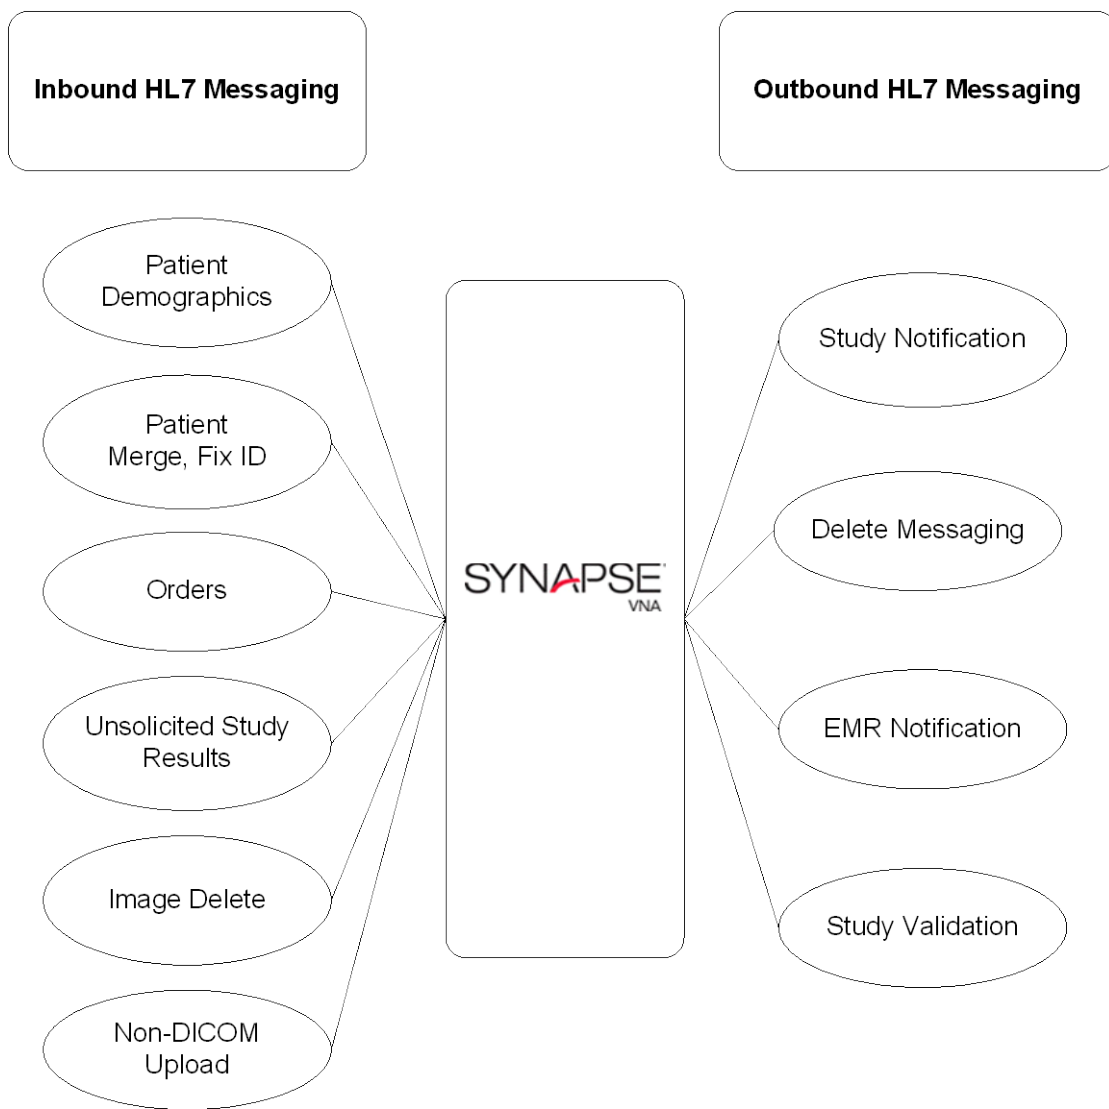 Inbound HL7 Messaging
Outbound HL7 Messaging
Patient
Demographics
Patient
Merge, Fix ID
Orders
Unsolicited Study
Results
Image Delete
Non-DICOM
Upload
SYNAPSE
VNA
Study Notification
Delete Messaging
EMR Notification
Study Validation